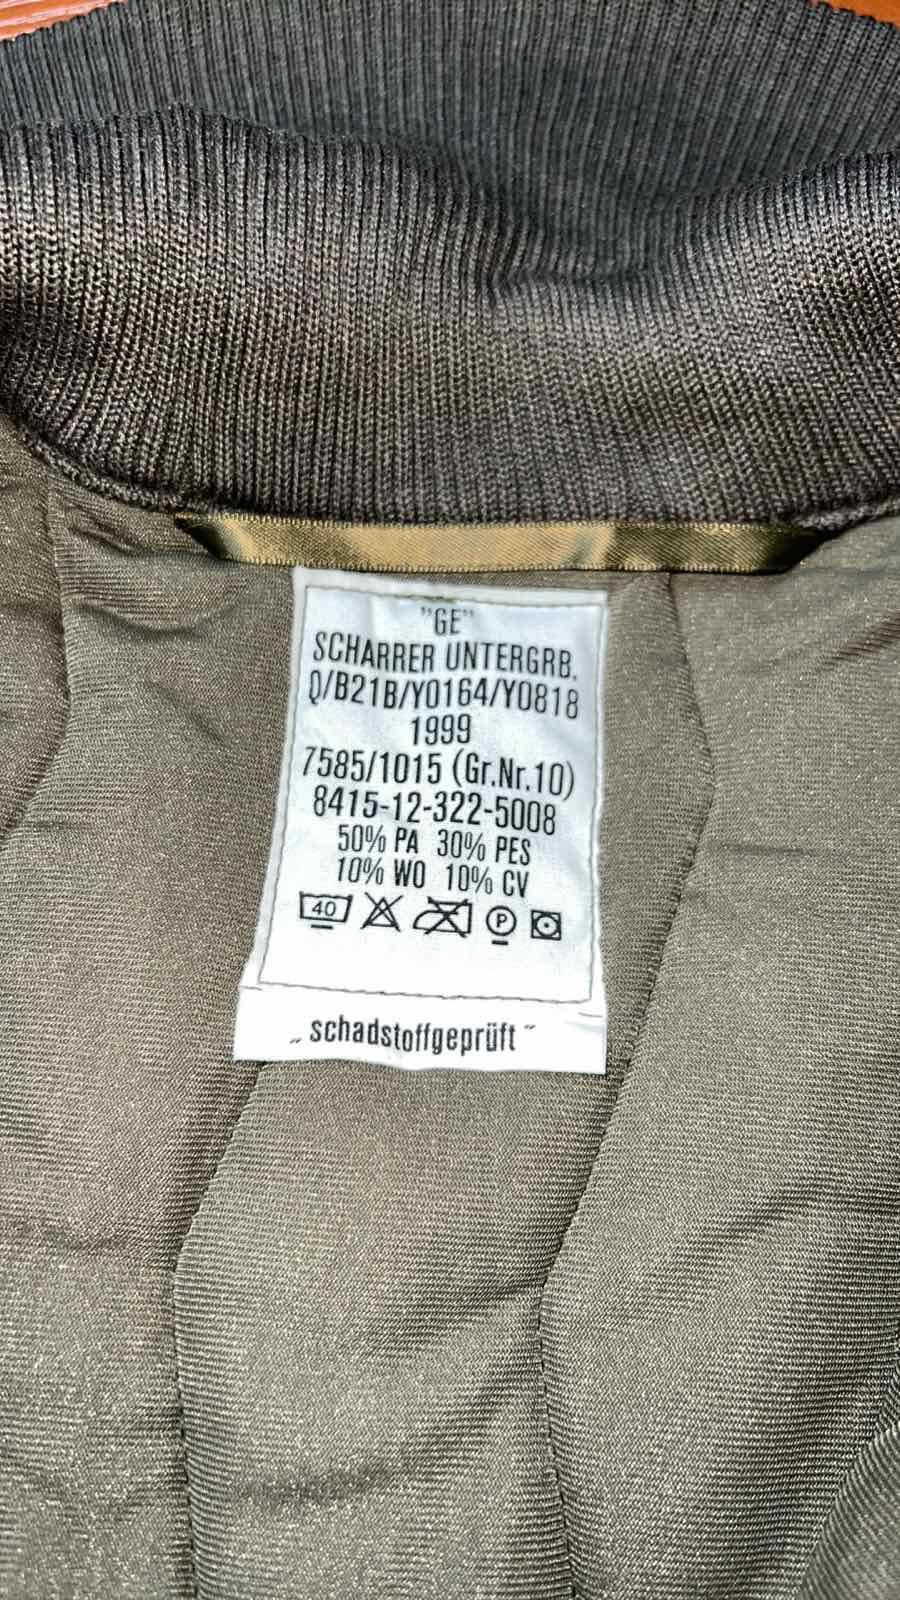 "GE"
SCHARRER UNTERGRB.
Q/B21B/Y0164/Y0818
1999
7585/1015 (Gr.Nr.10)
8415-12-322-5008
50% PA 30% PES
10% WO 10% CV
40 P
„schadstoffgeprüft"